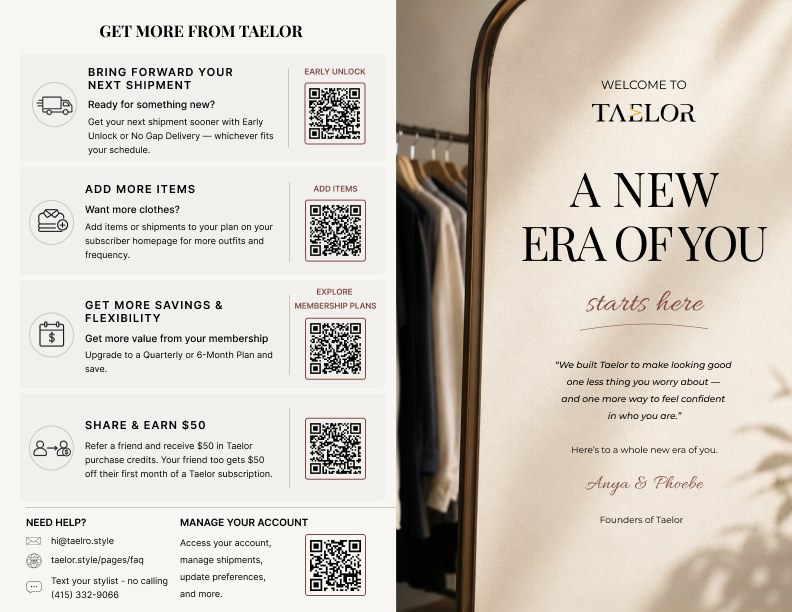 GET MORE FROM TAELOR
BRING FORWARD YOUR
NEXT SHIPMENT
Ready for something new?
Get your next shipment sooner with Early
Unlock or No Gap Delivery — whichever fits
your schedule.
EARLY UNLOCK
ADD MORE ITEMS
Want more clothes?
Add items or shipments to your plan on your
subscriber homepage for more outfits and
frequency.
ADD ITEMS
GET MORE SAVINGS &
FLEXIBILITY
Get more value from your membership
Upgrade to a Quarterly or 6-Month Plan and
save.
EXPLORE
MEMBERSHIP PLANS
SHARE & EARN $50
Refer a friend and receive $50 in Taelor
purchase credits. Your friend too gets $50
off their first month of a Taelor subscription.
NEED HELP?
hi@taelro.style
taelor.style/pages/faq
Text your stylist - no calling
(415) 332-9066
MANAGE YOUR ACCOUNT
Access your account,
manage shipments,
update preferences,
and more.
WELCOME TO
TAELOR
A NEW
ERA OF YOU
starts here
“We built Taelor to make looking good
one less thing you worry about —
and one more way to feel confident
in who you are.”
Here’s to a whole new era of you.
Anya & Phoebe
Founders of Taelor